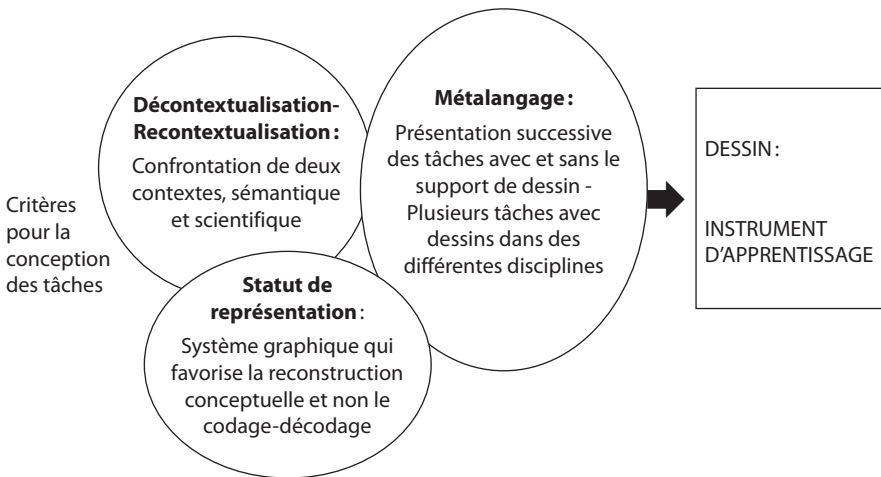 Critères
pour la
conception
des tâches
Décontextualisation-
Recontextualisation :
Confrontation de deux
contextes, sémantique
et scientifique
Statut de
représentation :
Système graphique qui
favorise la reconstruction
conceptuelle et non le
codage-décodage
Métalangage :
Présentation successive
des tâches avec et sans le
support de dessin -
Plusieurs tâches avec
dessins dans des
différentes disciplines
DESSIN :
INSTRUMENT
D’APPRENTISSAGE